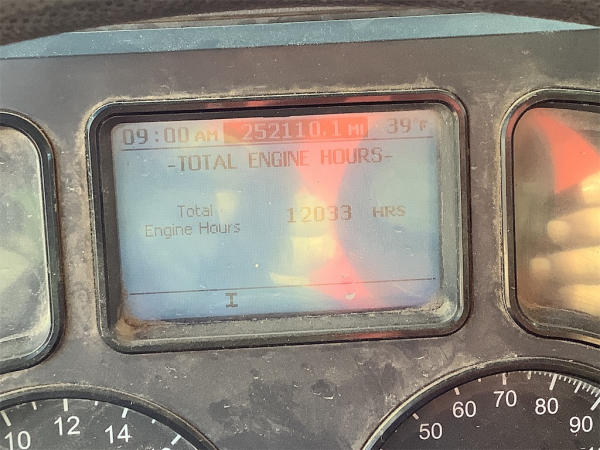 09:00 AM 252110.1 MI 39°F
-TOTAL ENGINE HOURS-
Total
Engine Hours 12033 HRS
I
10 12 14
50 60 70 80 90